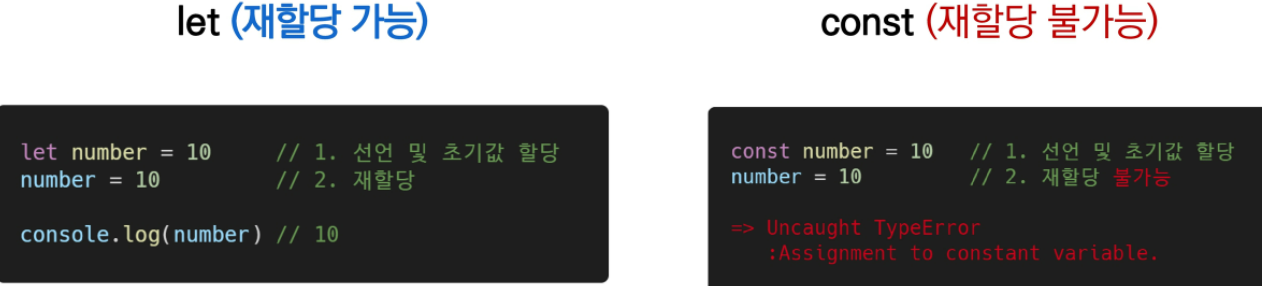 let (재할당 가능)
let number = 10 // 1. 선언 및 초기값 할당
number = 10 // 2. 재할당
console.log(number) // 10
const (재할당 불가능)
const number = 10 // 1. 선언 및 초기값 할당
number = 10 // 2. 재할당 불가능
=> Uncaught TypeError
:Assignment to constant variable.